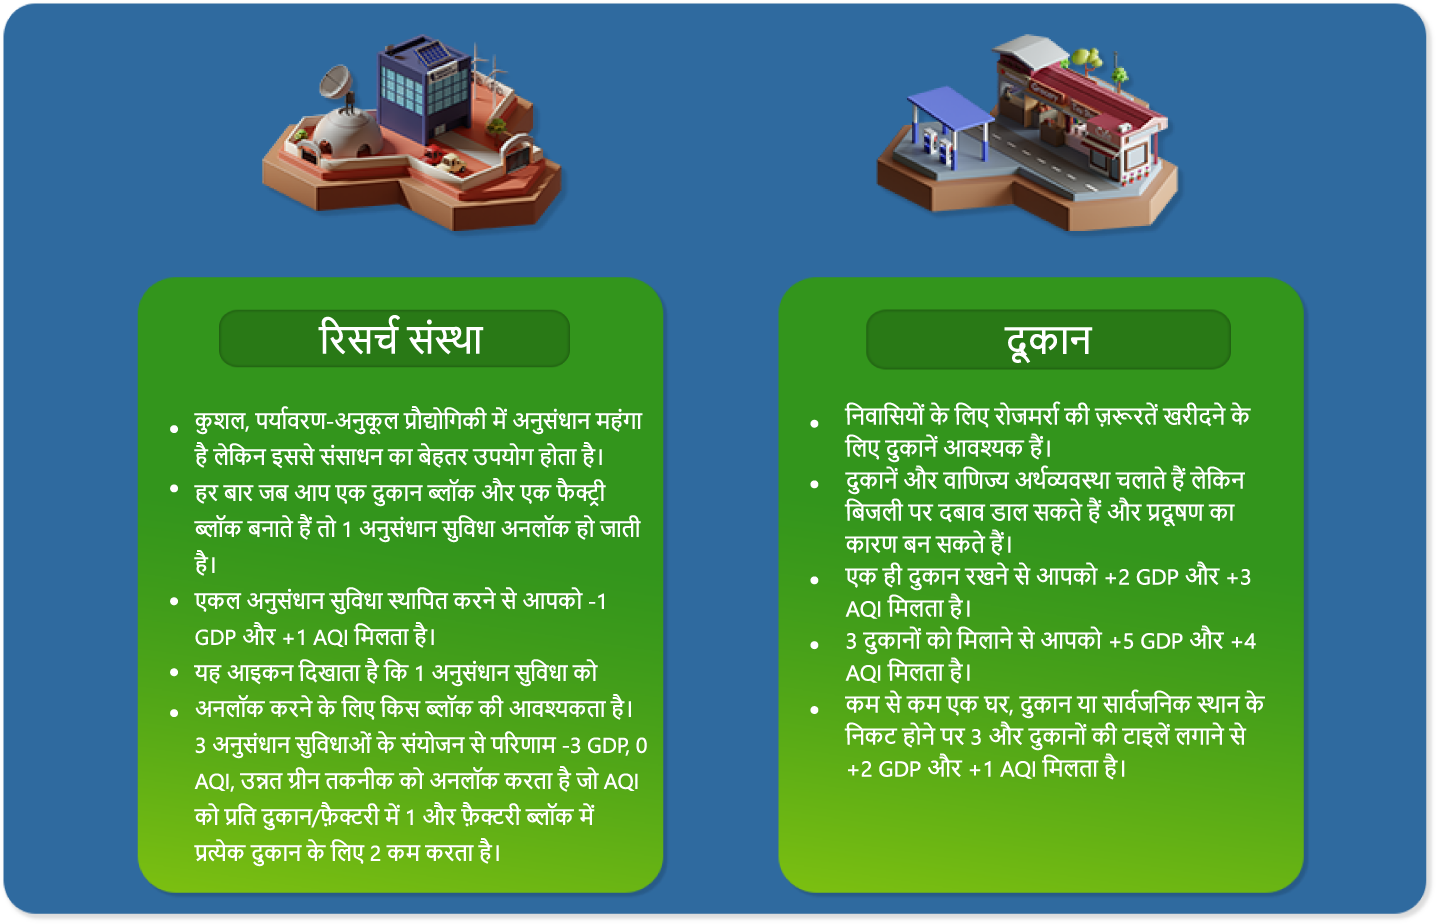 रिसर्च संस्था
• कुशल, पर्यावरण-अनुकूल प्रौद्योगिकी में अनुसंधान महंगा
है लेकिन इससे संसाधन का बेहतर उपयोग होता है।
• हर बार जब आप एक दुकान ब्लॉक और एक फैक्ट्री
ब्लॉक बनाते हैं तो 1 अनुसंधान सुविधा अनलॉक हो जाती
है।
• एकल अनुसंधान सुविधा स्थापित करने से आपको -1
GDP और +1 AQI मिलता है।
• यह आइकन दिखाता है कि 1 अनुसंधान सुविधा को
• अनलॉक करने के लिए किस ब्लॉक की आवश्यकता है।
3 अनुसंधान सुविधाओं के संयोजन से परिणाम -3 GDP, 0
AQI, उन्नत ग्रीन तकनीक को अनलॉक करता है जो AQI
को प्रति दुकान/फ़ैक्टरी में 1 और फ़ैक्टरी ब्लॉक में
प्रत्येक दुकान के लिए 2 कम करता है।
Grocery
दूकान
• निवासियों के लिए रोजमर्रा की ज़रूरतें खरीदने के
लिए दुकानें आवश्यक हैं।
• दुकानें और वाणिज्य अर्थव्यवस्था चलाते हैं लेकिन
बिजली पर दबाव डाल सकते हैं और प्रदूषण का
कारण बन सकते हैं।
• एक ही दुकान रखने से आपको +2 GDP और +3
AQI मिलता है।
• 3 दुकानों को मिलाने से आपको +5 GDP और +4
AQI मिलता है।
• कम से कम एक घर, दुकान या सार्वजनिक स्थान के
निकट होने पर 3 और दुकानों की टाइलें लगाने से
+2 GDP और +1 AQI मिलता है।